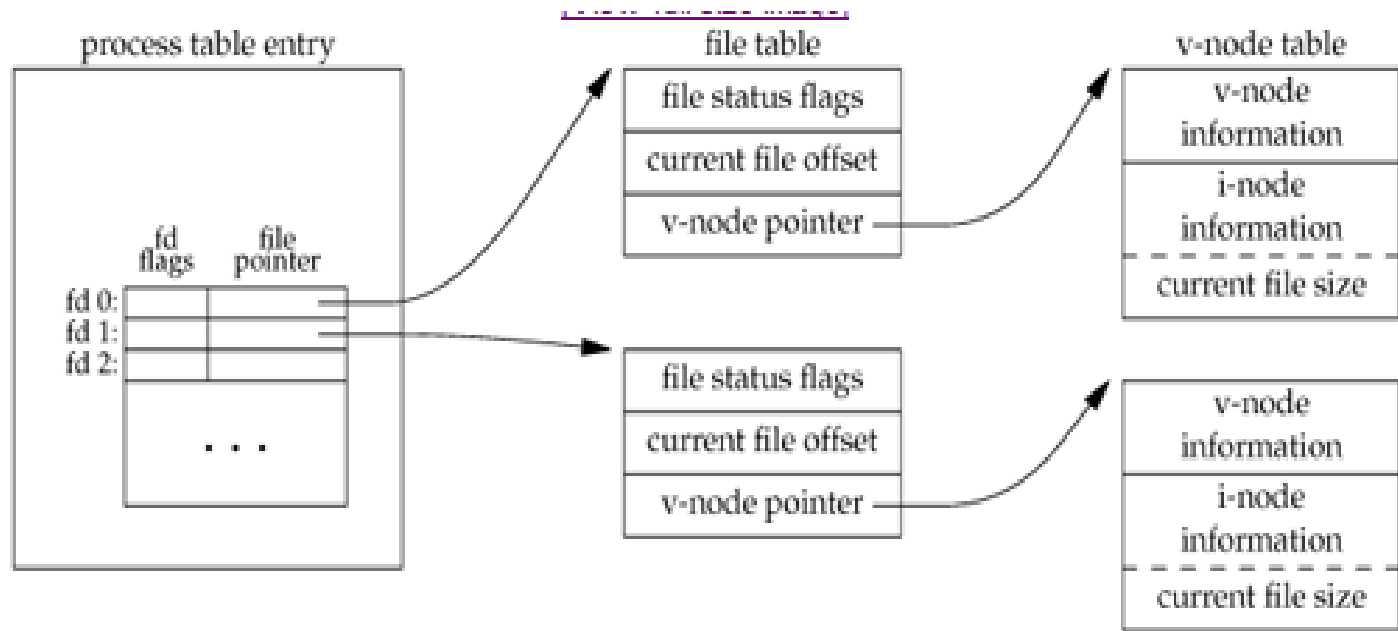 process table entry
file table
v-node table
fd
flags
file
pointer
fd 0:
fd 1:
fd 2:
. . .
file status flags
current file offset
v-node pointer
v-node
information
i-node
information
current file size
file status flags
current file offset
v-node pointer
v-node
information
i-node
information
current file size